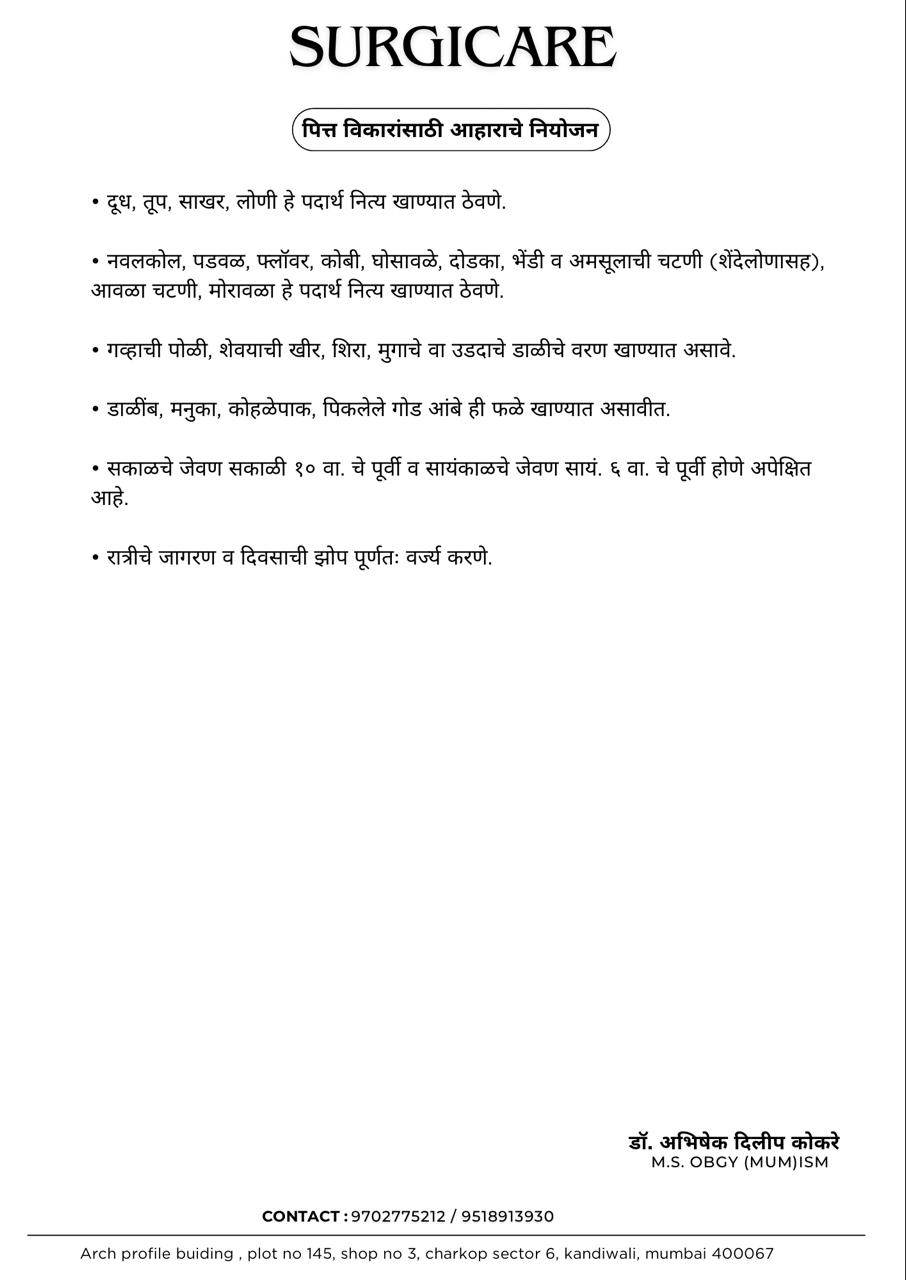 SURGICARE
पित्त विकारांसाठी आहाराचे नियोजन
• दूध, तूप, साखर, लोणी हे पदार्थ नित्य खाण्यात ठेवणे.
• नवलकोल, पडवळ, फ्लॉवर, कोबी, घोसावळे, दोडका, भेंडी व अमसूलाची चटणी (शेंदेलोणासह),
आवळा चटणी, मोरावळा हे पदार्थ नित्य खाण्यात ठेवणे.
• गव्हाची पोळी, शेवयाची खीर, शिरा, मुगाचे वा उडदाचे डाळीचे वरण खाण्यात असावे.
• डाळींब, मनुका, कोहळेपाक, पिकलेले गोड आंबे ही फळे खाण्यात असावीत.
• सकाळचे जेवण सकाळी १० वा. चे पूर्वी व सायंकाळचे जेवण सायं. ६ वा. चे पूर्वी होणे अपेक्षित
आहे.
• रात्रीचे जागरण व दिवसाची झोप पूर्णतः वर्ज्य करणे.
डॉ. अभिषेक दिलीप कोकरे
M.S. OBGY (MUM)ISM
CONTACT : 9702775212 / 9518913930
Arch profile buiding , plot no 145, shop no 3, charkop sector 6, kandiwali, mumbai 400067